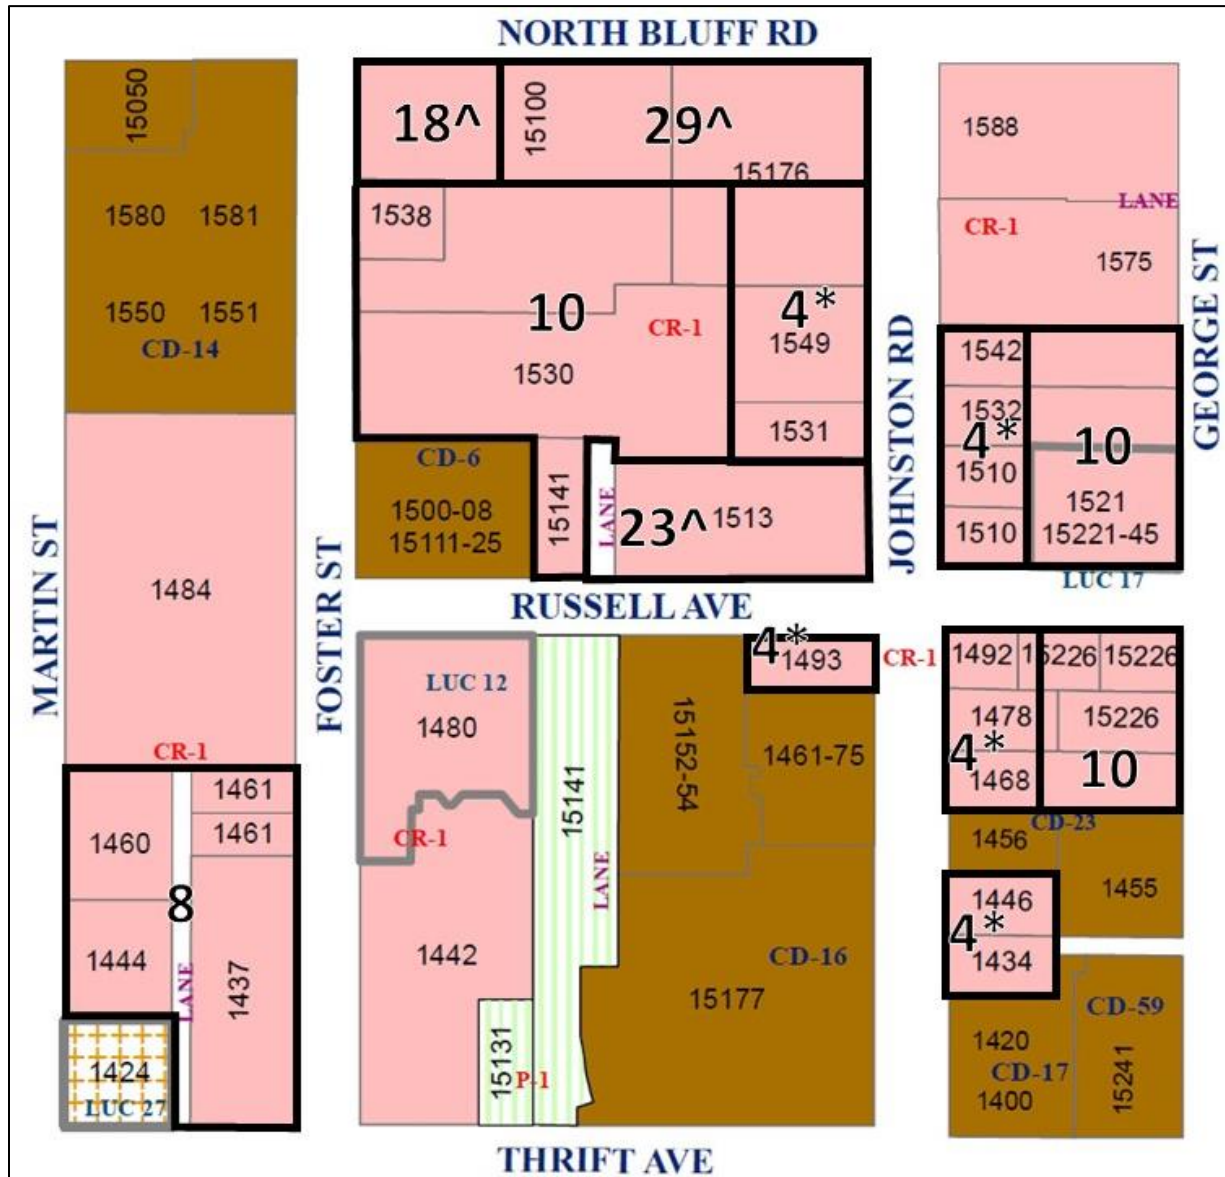 NORTH BLUFF RD
15050
1580 1581
1550 1551
CD-14
1484
CR-1
1460
1461
1461
8
1444
LANE
1437
1424
LUC 27
MARTIN ST
FOSTER ST
18^
15100
29^
15176
1538
10
CR-1
4*
1549
1530
1531
CD-6
1500-08
15111-25
15141
LANE
23^
1513
JOHNSTON RD
1588
LANE
CR-1
1575
GEORGE ST
1542
1532
4*
1510
1510
10
1521
15221-45
LUC 17
RUSSELL AVE
LUC 12
1480
CR-1
1442
15141
LANE
15131
P-1
15152-54
4*
1493
CR-1
1461-75
CD-16
15177
1492
15226
15226
1478
4*
1468
15226
10
CD-23
1456
1455
1446
4*
1434
CD-59
1420
CD-17
1400
15241
THRIFT AVE